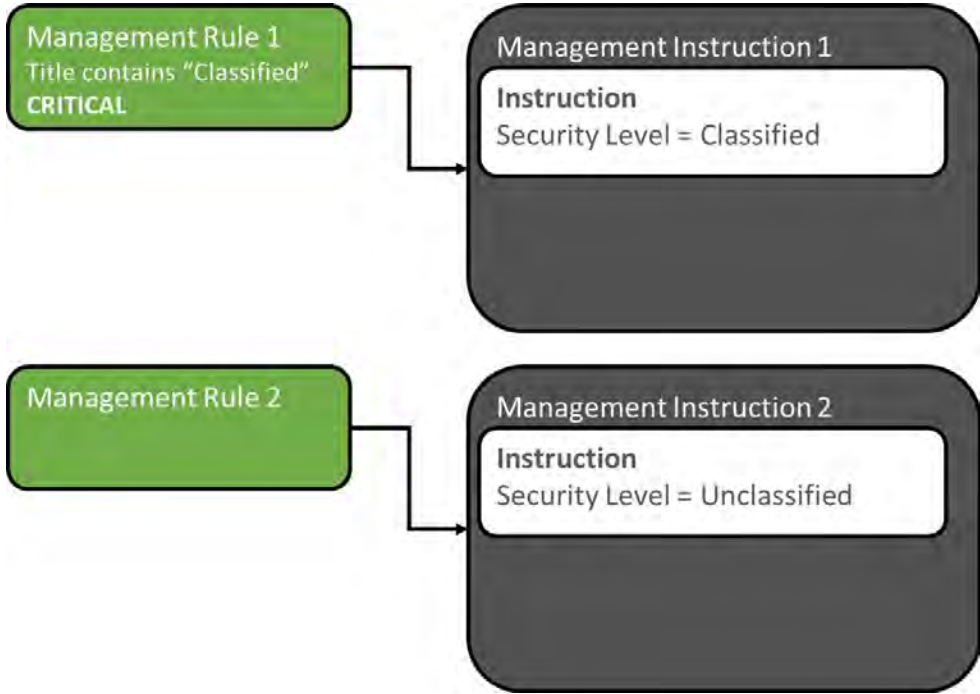 Management Rule 1
Title contains “Classified”
CRITICAL
Management Instruction 1
Instruction
Security Level = Classified
Management Rule 2
Management Instruction 2
Instruction
Security Level = Unclassified